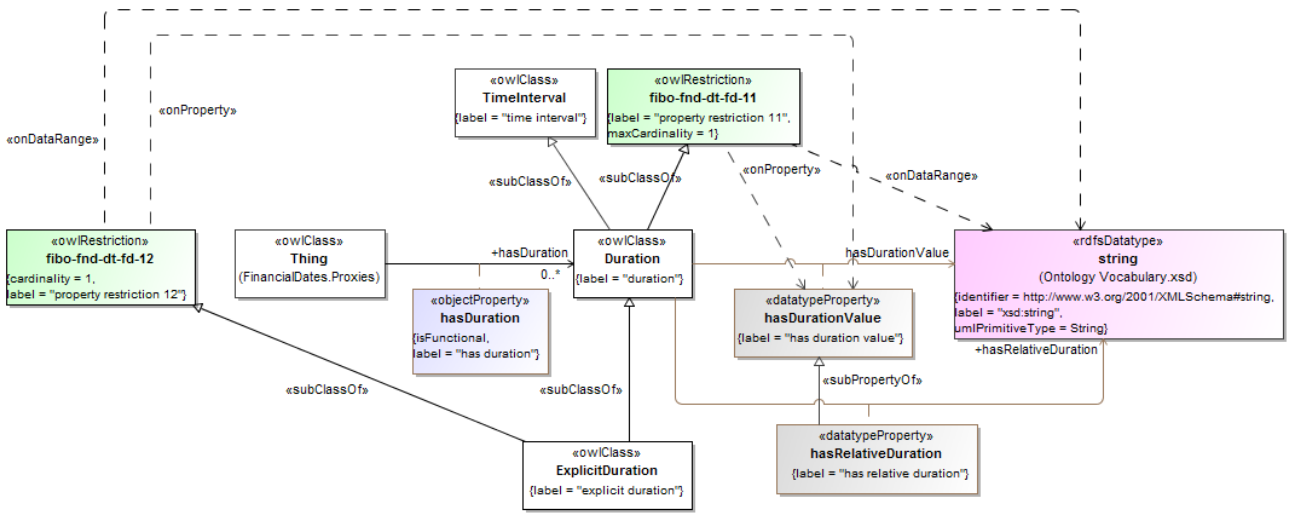 «owlClass»
TimeInterval
{label = "time interval"}
«owlRestriction»
fibo-fnd-dt-fd-11
{label = "property restriction 11",
maxCardinality = 1}
«onProperty»
«onDataRange»
«onProperty»
«subClassOf»
«subClassOf»
«onDataRange»
«owlRestriction»
fibo-fnd-dt-fd-12
{cardinality = 1,
label = "property restriction 12"}
«owlClass»
Thing
(FinancialDates.Proxies)
+hasDuration
0..*
«owlClass»
Duration
{label = "duration"}
hasDurationValue
«rdfsDatatype»
string
(Ontology Vocabulary.xsd)
{identifier = http://www.w3.org/2001/XMLSchema#string,
label = "xsd:string",
umlPrimitiveType = String}
«objectProperty»
hasDuration
{isFunctional,
label = "has duration"}
«datatypeProperty»
hasDurationValue
{label = "has duration value"}
+hasRelativeDuration
«subClassOf»
«subClassOf»
«subPropertyOf»
«datatypeProperty»
hasRelativeDuration
{label = "has relative duration"}
«owlClass»
ExplicitDuration
{label = "explicit duration"}